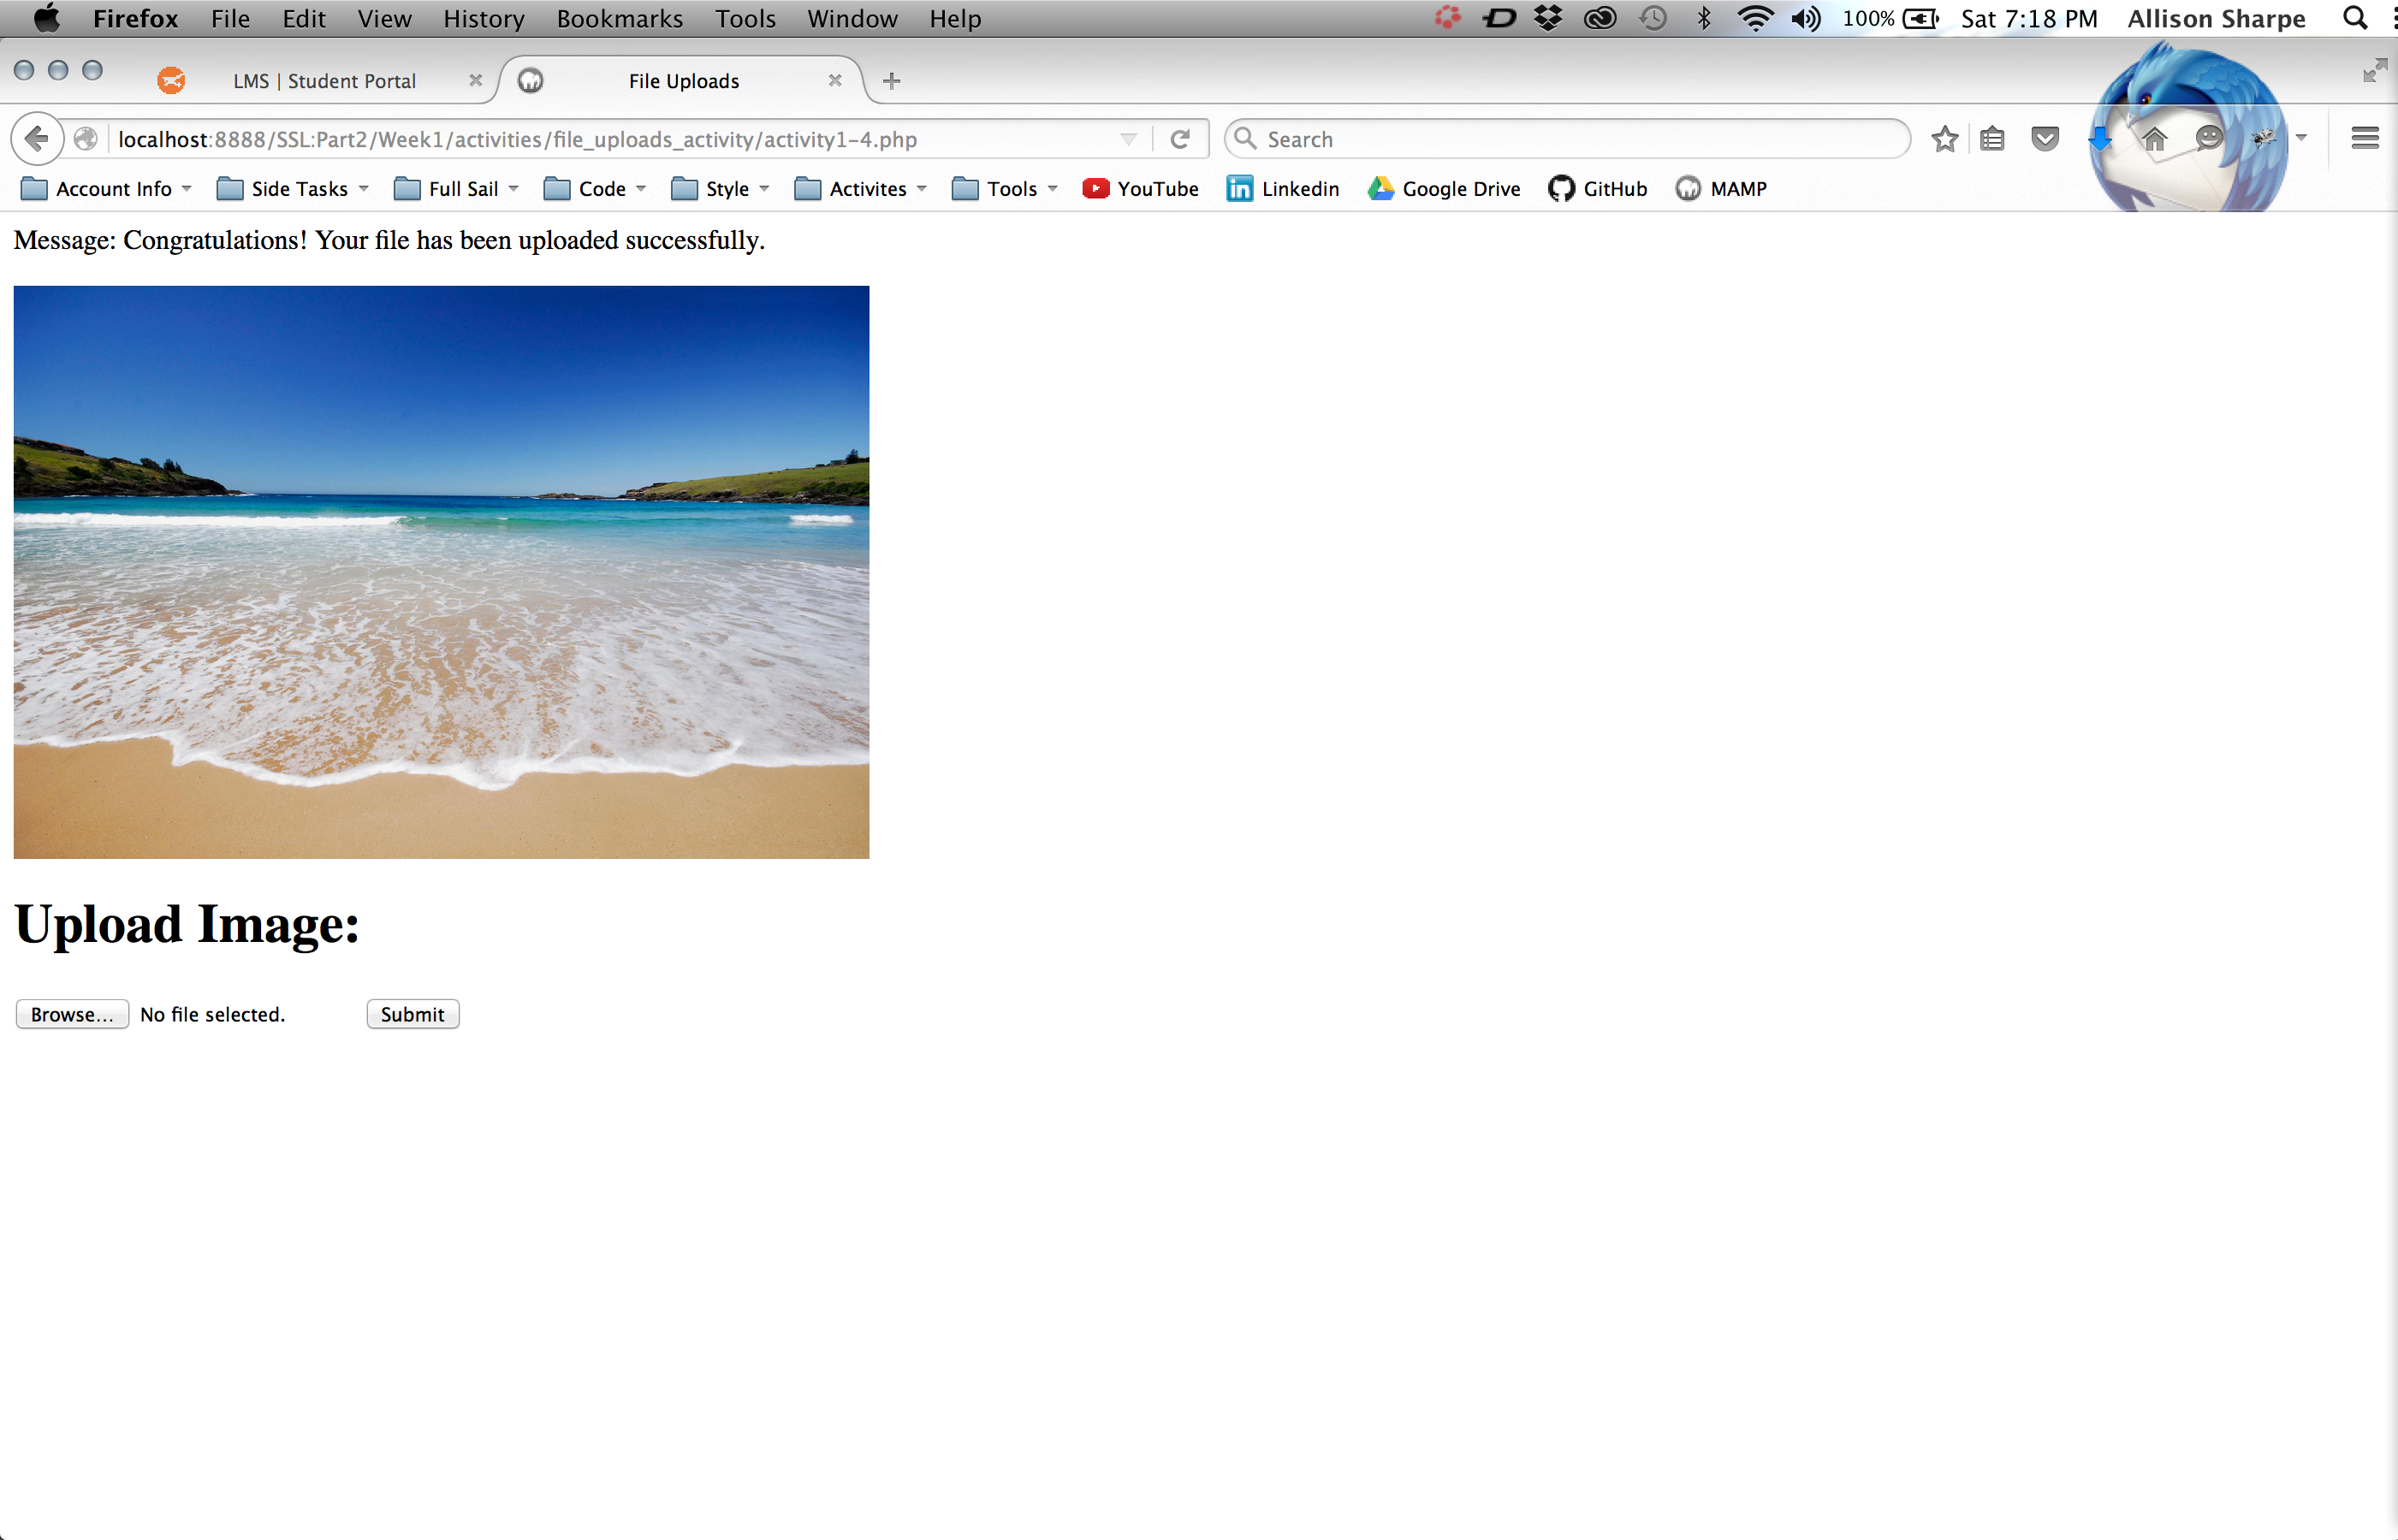 Firefox File Edit View History Bookmarks Tools Window Help 100% Sat 7:18 PM Allison Sharpe
LMS | Student Portal File Uploads
localhost:8888/SSL:Part2/Week1/activities/file_uploads_activity/activity1-4.php Search
Account Info Side Tasks Full Sail Code Style Activites Tools YouTube Linkedin Google Drive GitHub MAMP
Message: Congratulations! Your file has been uploaded successfully.
Upload Image:
Browse... No file selected. Submit